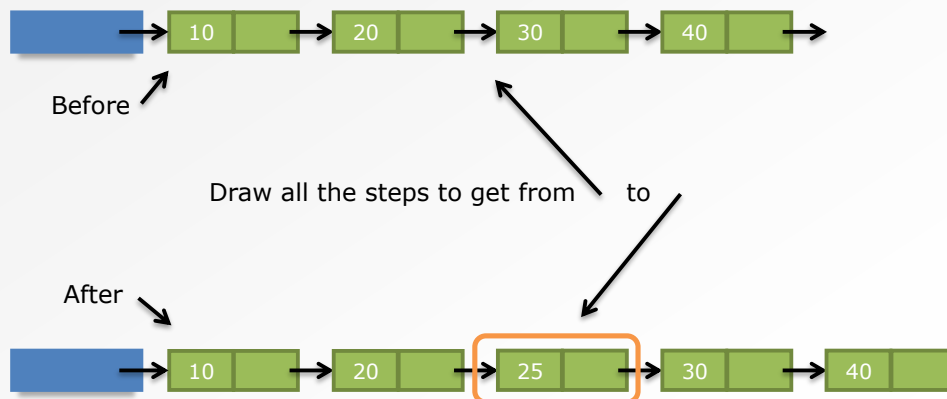 10 20 30 40
Before
Draw all the steps to get from to
After
10 20 25 30 40